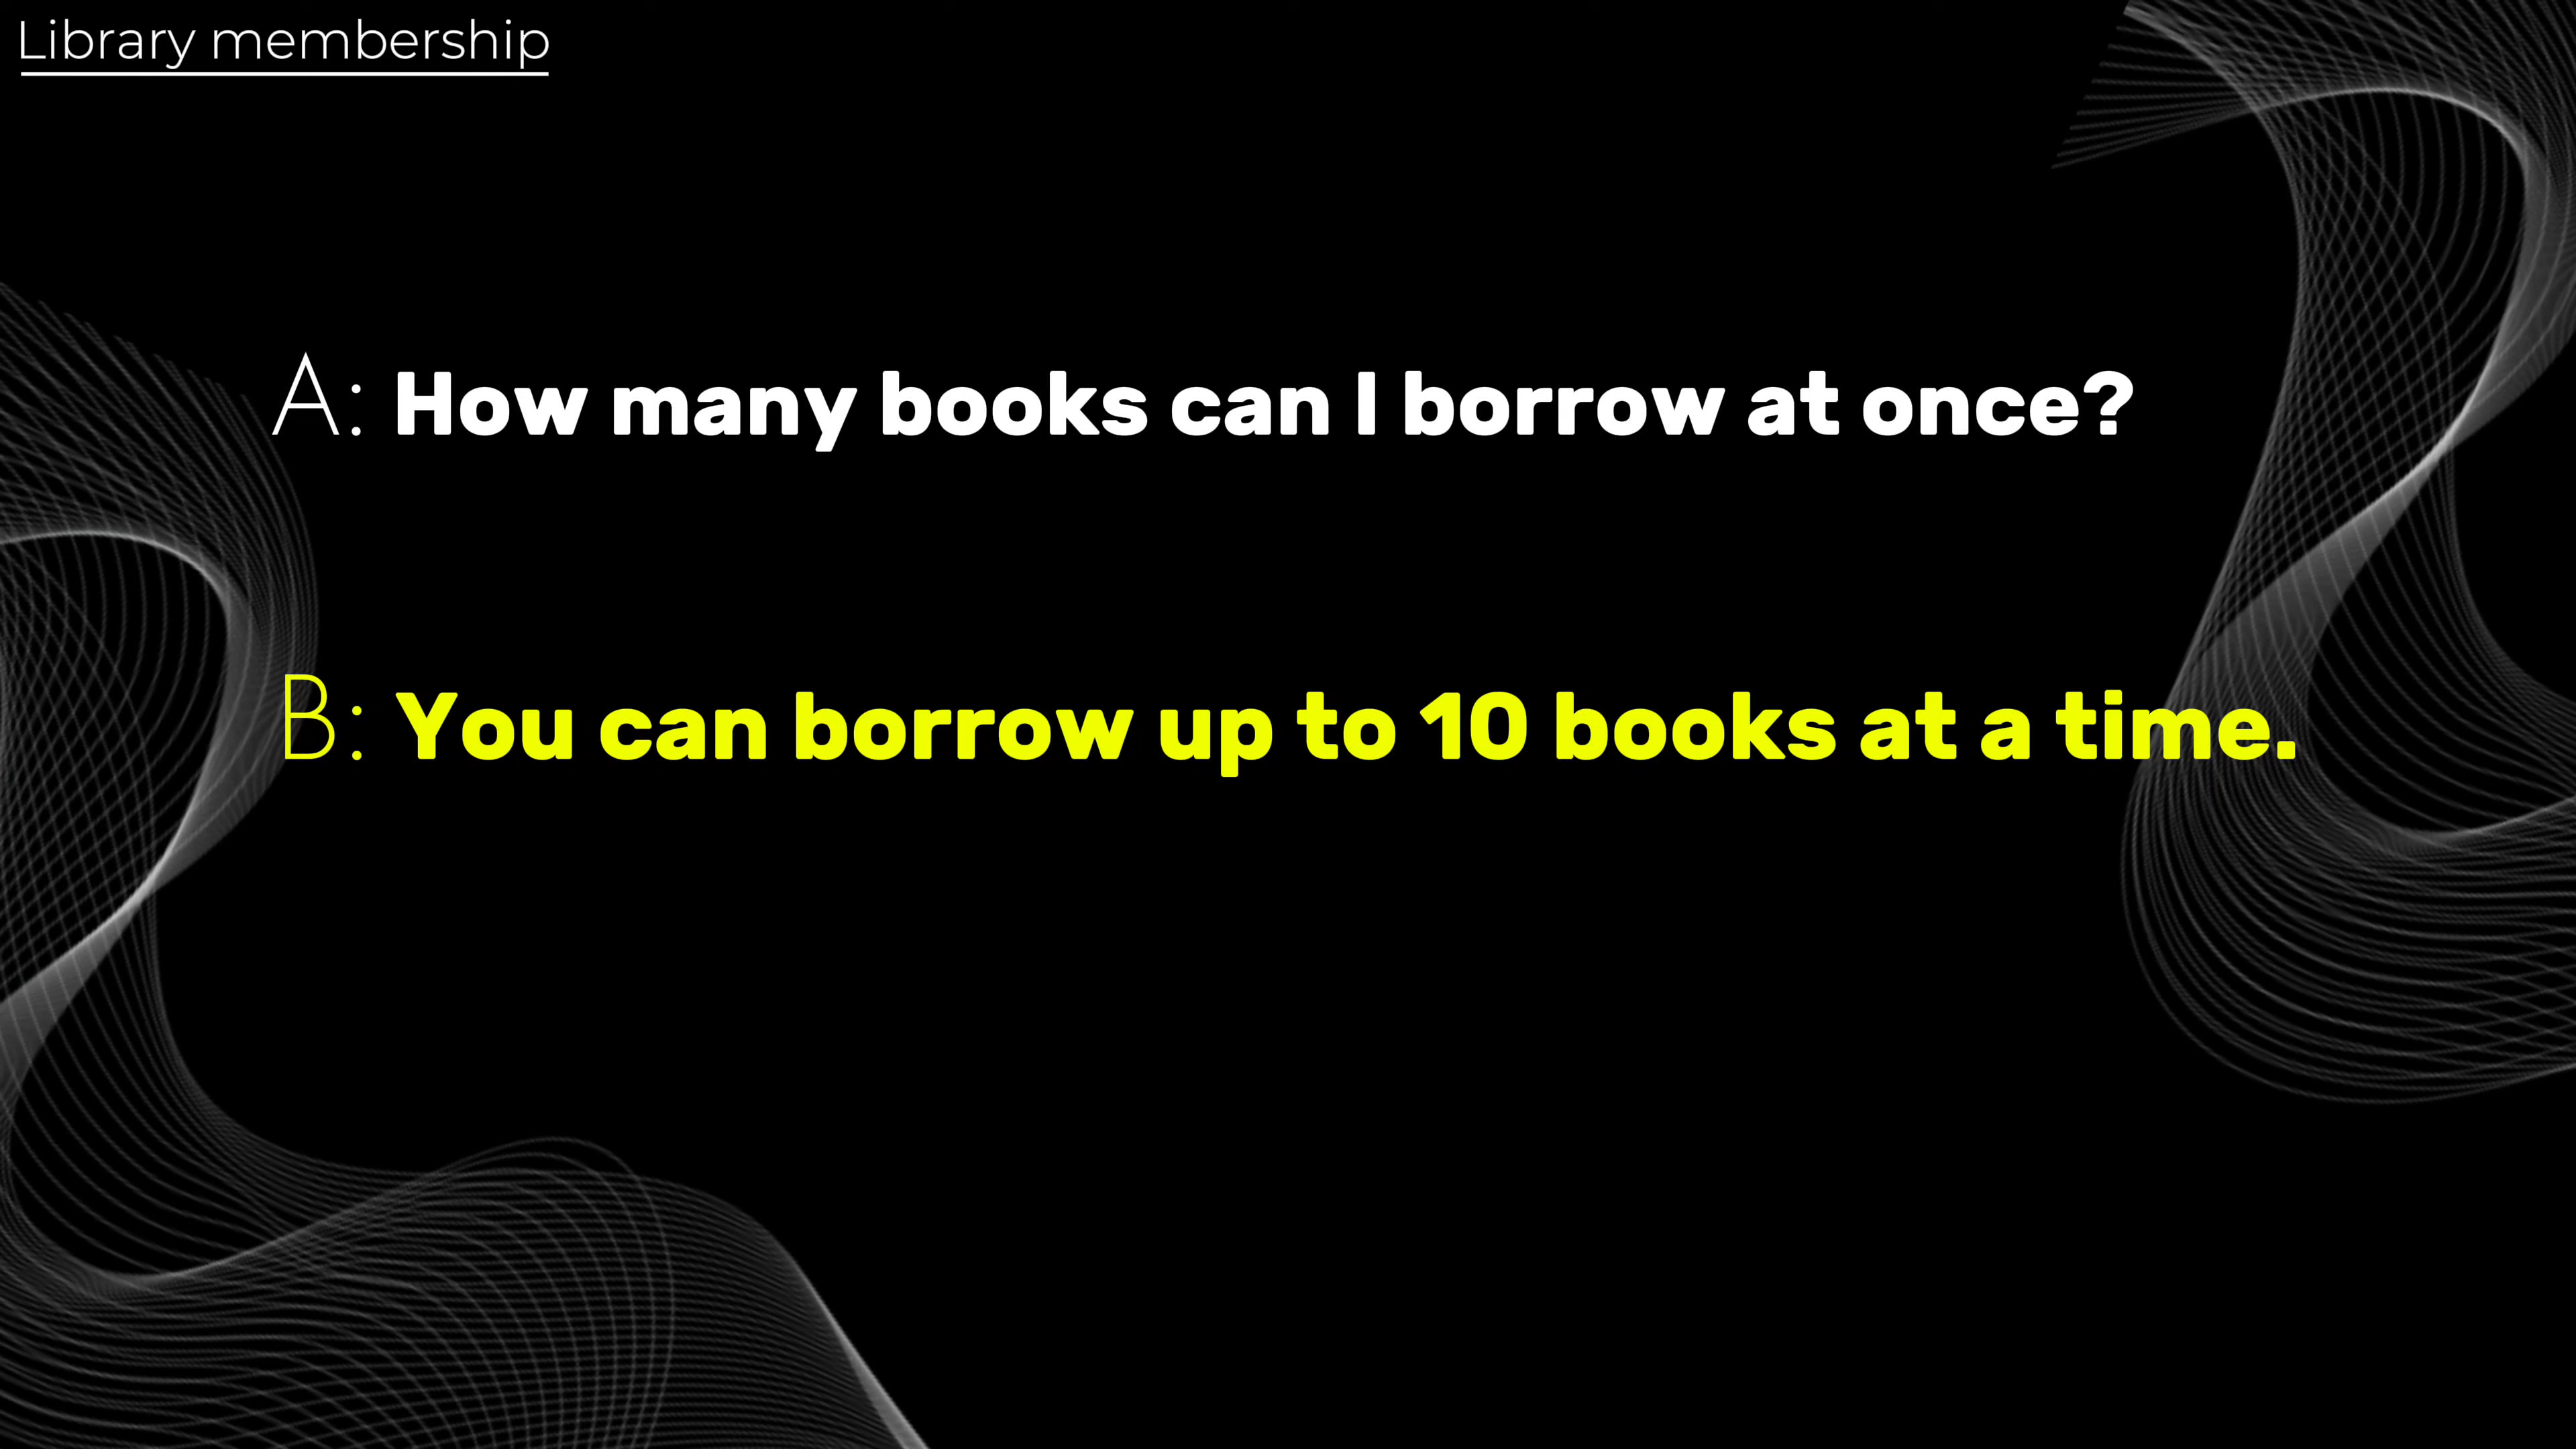 Library membership
A: How many books can I borrow at once?
B: You can borrow up to 10 books at a time.